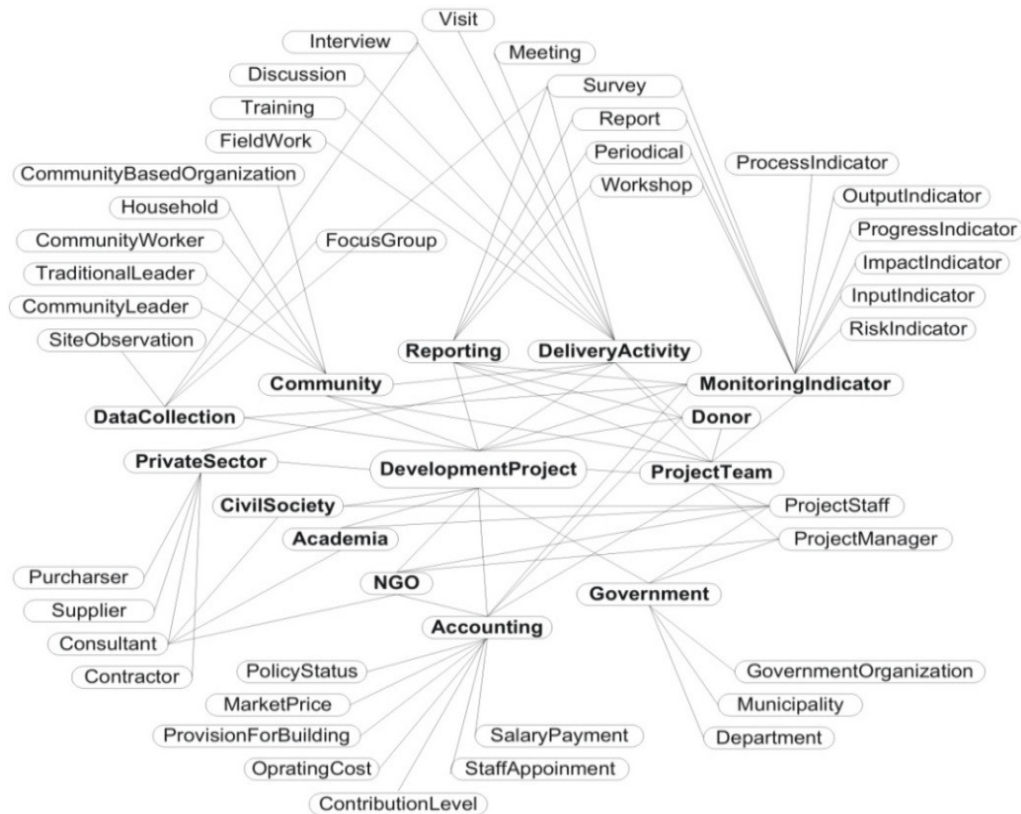 Visit
Interview
Meeting
Discussion
Survey
Training
Report
FieldWork
Periodical
ProcessIndicator
CommunityBasedOrganization
Workshop
OutputIndicator
Household
ProgressIndicator
CommunityWorker
FocusGroup
ImpactIndicator
TraditionalLeader
InputIndicator
CommunityLeader
RiskIndicator
SiteObservation
Reporting
DeliveryActivity
Community
MonitoringIndicator
DataCollection
Donor
PrivateSector
DevelopmentProject
ProjectTeam
CivilSociety
ProjectStaff
Academia
ProjectManager
Purcharser
NGO
Government
Supplier
Accounting
Consultant
Contractor
PolicyStatus
GovernmentOrganization
MarketPrice
Municipality
ProvisionForBuilding
SalaryPayment
Department
OpratingCost
StaffAppoinment
ContributionLevel